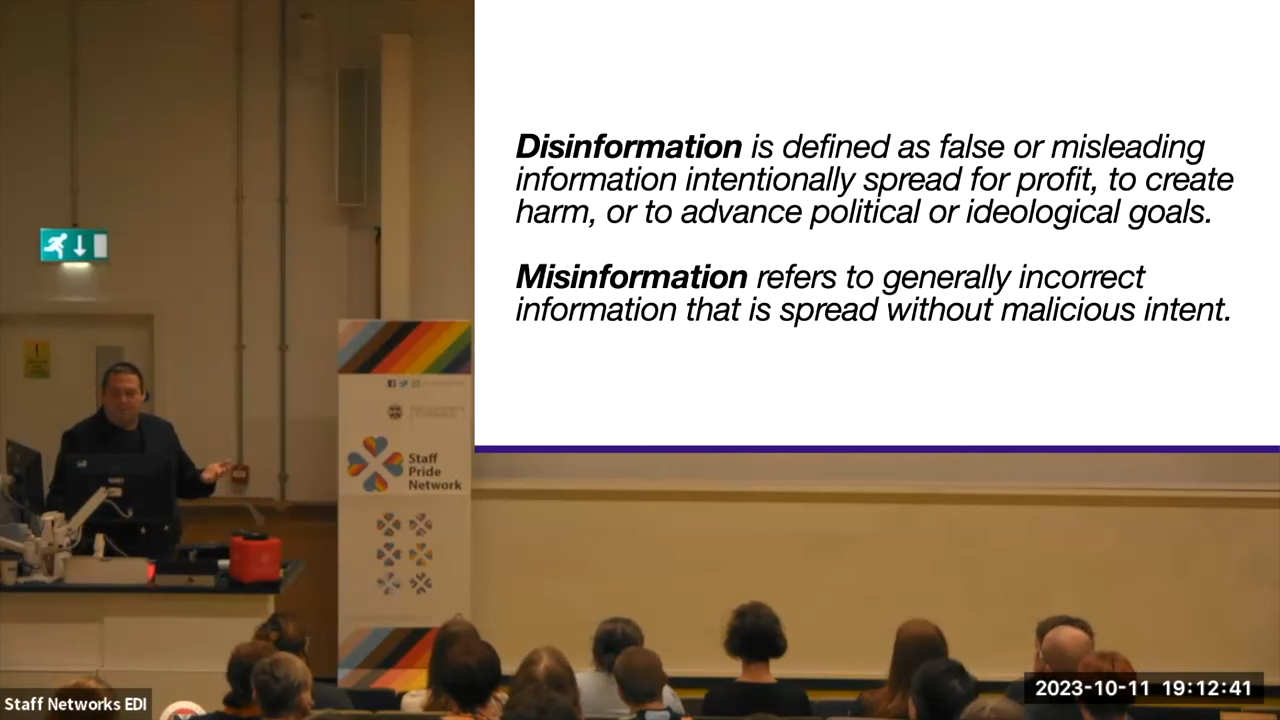 Disinformation is defined as false or misleading
information intentionally spread for profit, to create
harm, or to advance political or ideological goals.
Misinformation refers to generally incorrect
information that is spread without malicious intent.
Staff
Pride
Network
Staff Networks EDI
2023-10-11 19:12:41